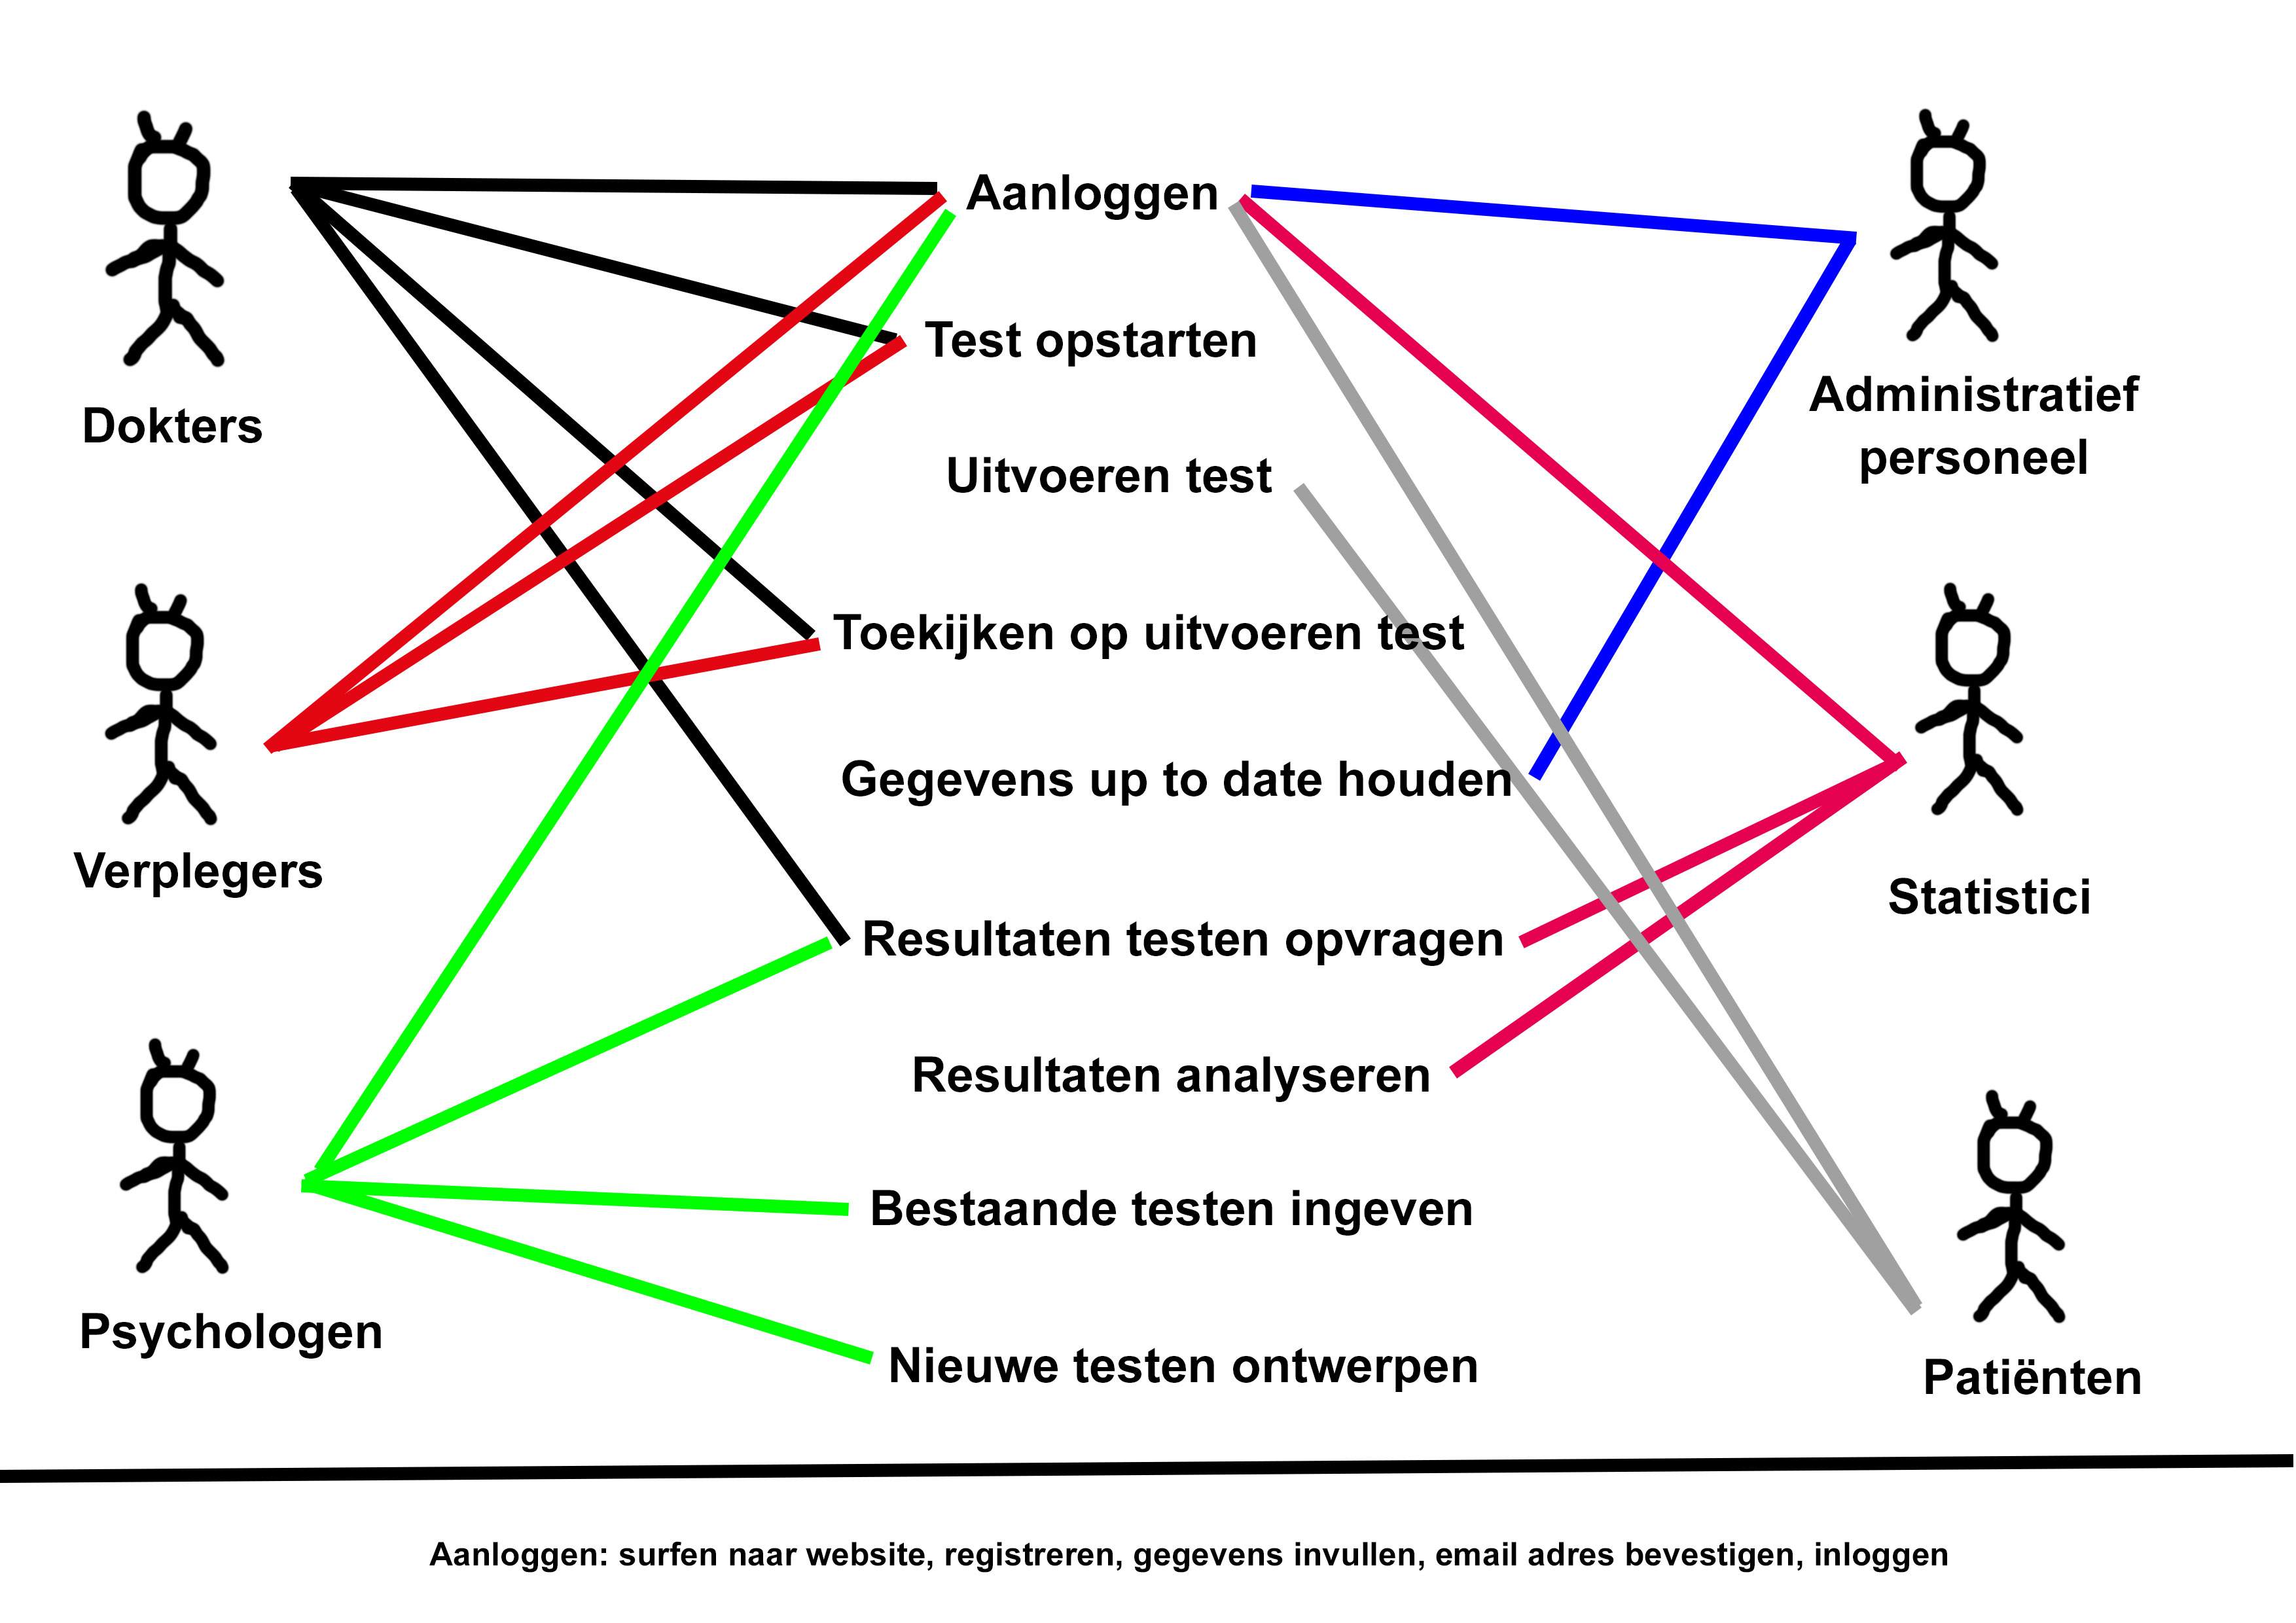 Aanloggen
Test opstarten
Uitvoeren test
Toekijken op uitvoeren test
Gegevens up to date houden
Resultaten testen opvragen
Resultaten analyseren
Bestaande testen ingeven
Nieuwe testen ontwerpen
Dokters
Verplegers
Psychologen
Administratief
personeel
Statistici
Patiënten
Aanloggen: surfen naar website, registreren, gegevens invullen, email adres bevestigen, inloggen